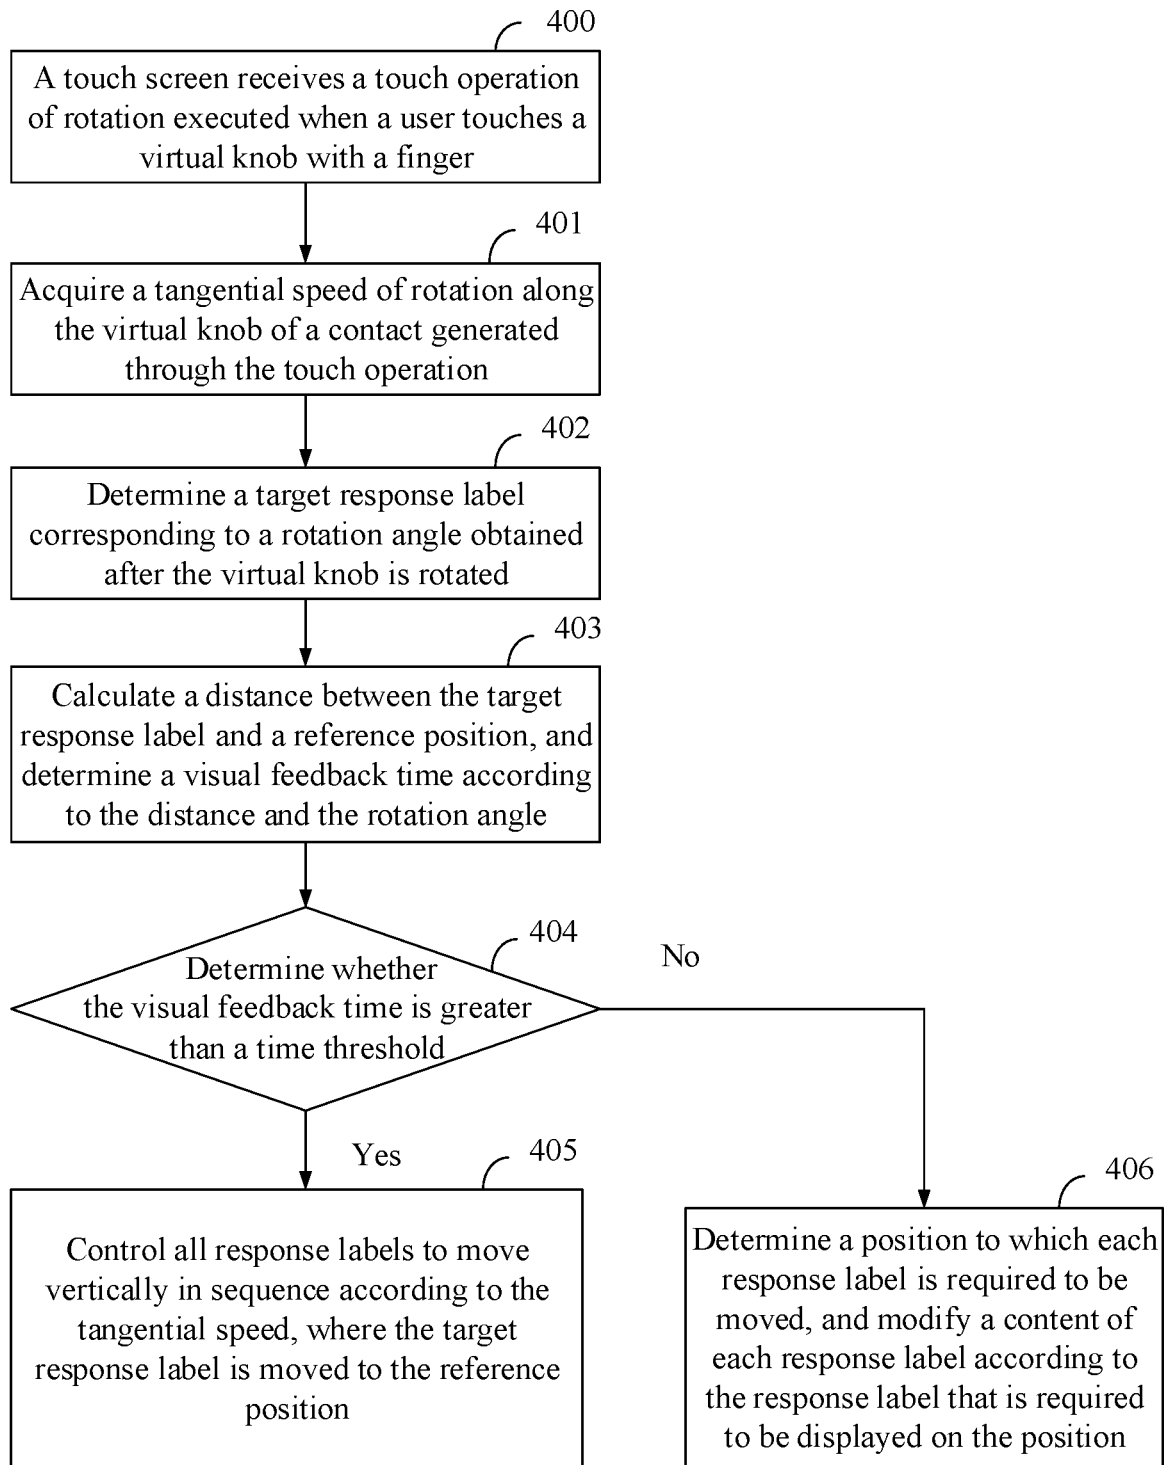 400
A touch screen receives a touch operation
of rotation executed when a user touches a
virtual knob with a finger
401
Acquire a tangential speed of rotation along
the virtual knob of a contact generated
through the touch operation
402
Determine a target response label
corresponding to a rotation angle obtained
after the virtual knob is rotated
403
Calculate a distance between the target
response label and a reference position, and
determine a visual feedback time according
to the distance and the rotation angle
404
Determine whether
the visual feedback time is greater
than a time threshold
No
Yes
405
Control all response labels to move
vertically in sequence according to the
tangential speed, where the target
response label is moved to the reference
position
406
Determine a position to which each
response label is required to be
moved, and modify a content of
each response label according to
the response label that is required
to be displayed on the position